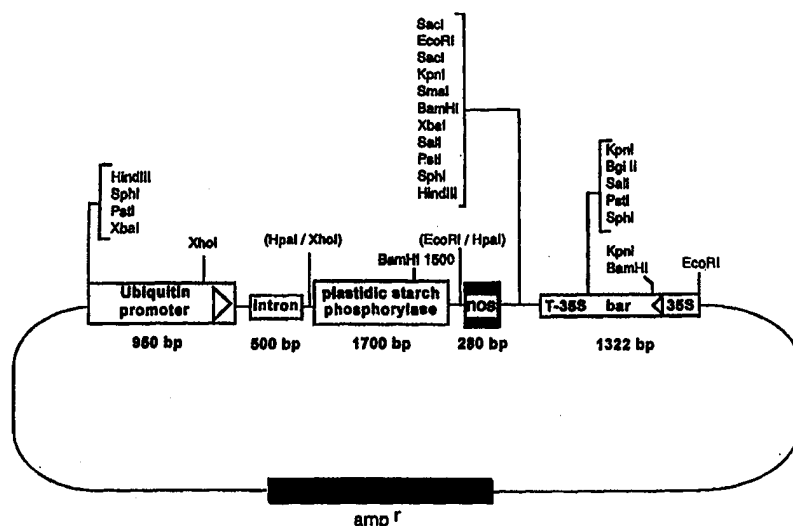 SacI
EcoRI
SacI
KpnI
SmaI
BamHI
XbaI
SalI
PstI
SphI
HindIII
HindIII
SphI
PstI
XbaI
KpnI
Bgl II
SalI
PstI
SphI
XhoI
(HpaI / XhoI)
(EcoRI / HpaI)
BamHI 1500
KpnI
BamHI
EcoRI
Ubiquitin
promoter
Intron
plastidic starch
phosphorylase
nos
T-35S bar 35S
950 bp
500 bp
1700 bp
280 bp
1322 bp
amp r